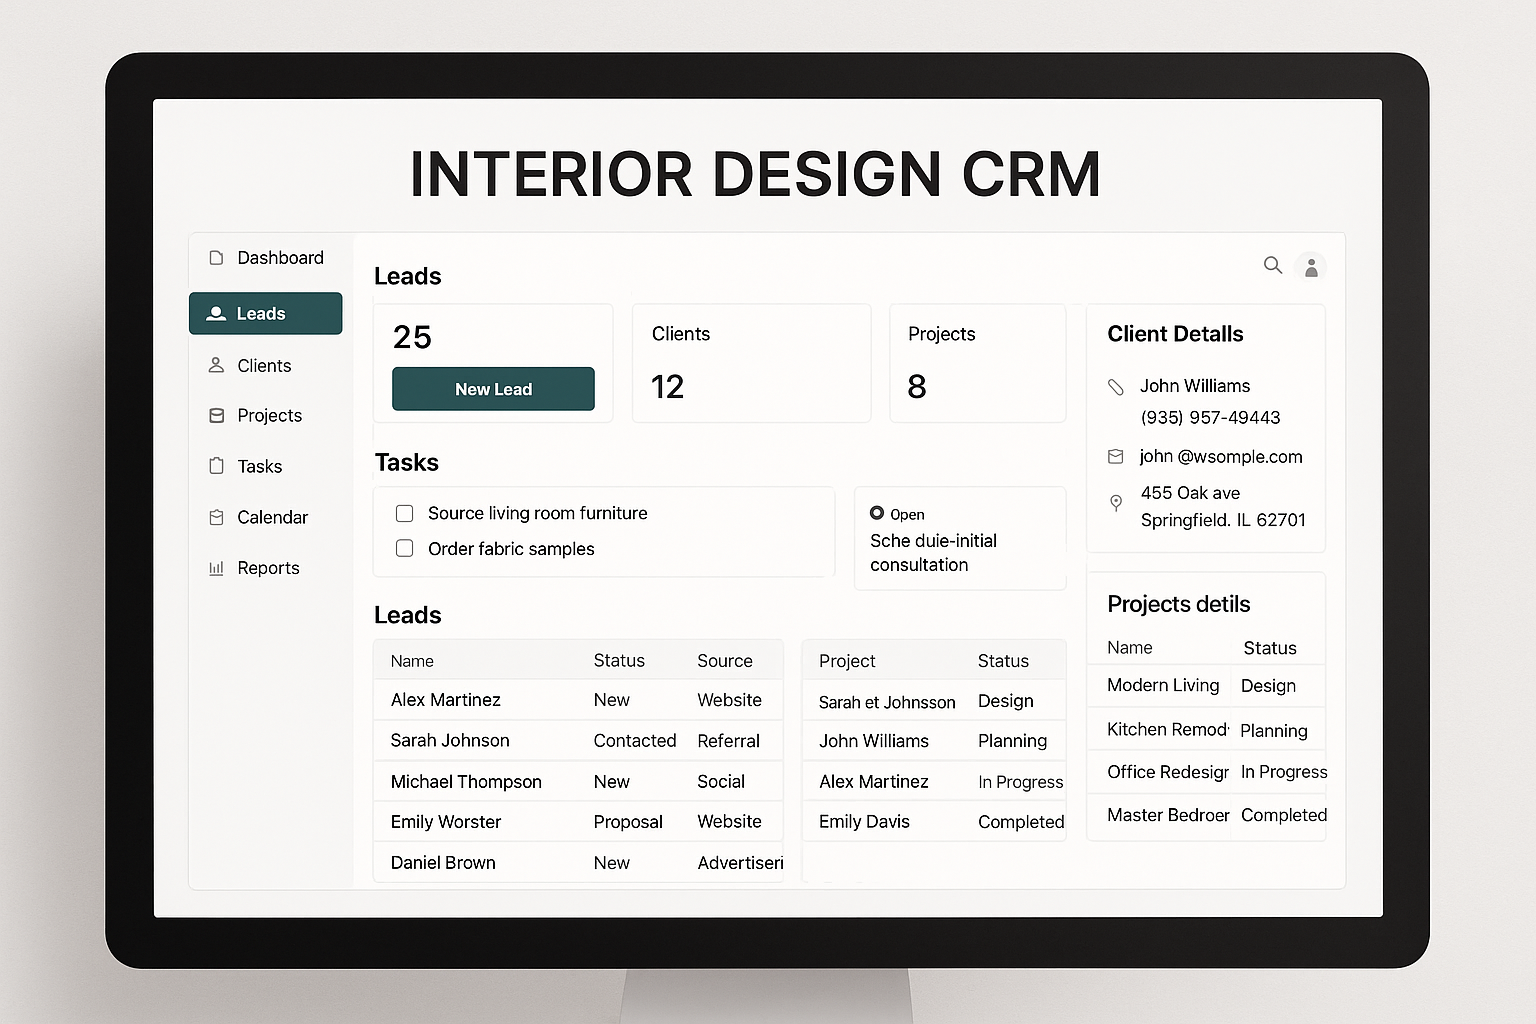 INTERIOR DESIGN CRM
Dashboard
Leads
Clients
Projects
Tasks
Calendar
Reports
Leads
25
New Lead
Clients
12
Projects
8
Tasks
Source living room furniture
Order fabric samples
Open
Sche duie-initial
consultation
Leads
Name Status Source
Alex Martinez New Website
Sarah Johnson Contacted Referral
Michael Thompson New Social
Emily Worster Proposal Website
Daniel Brown New Advertiseri
Project Status
Sarah et Johnsson Design
John Williams Planning
Alex Martinez In Progress
Emily Davis Completed
Client Detalls
John Williams
(935) 957-49443
john @wsomple.com
455 Oak ave
Springfield. IL 62701
Projects detils
Name Status
Modern Living Design
Kitchen Remod Planning
Office Redesigr In Progress
Master Bedroer Completed